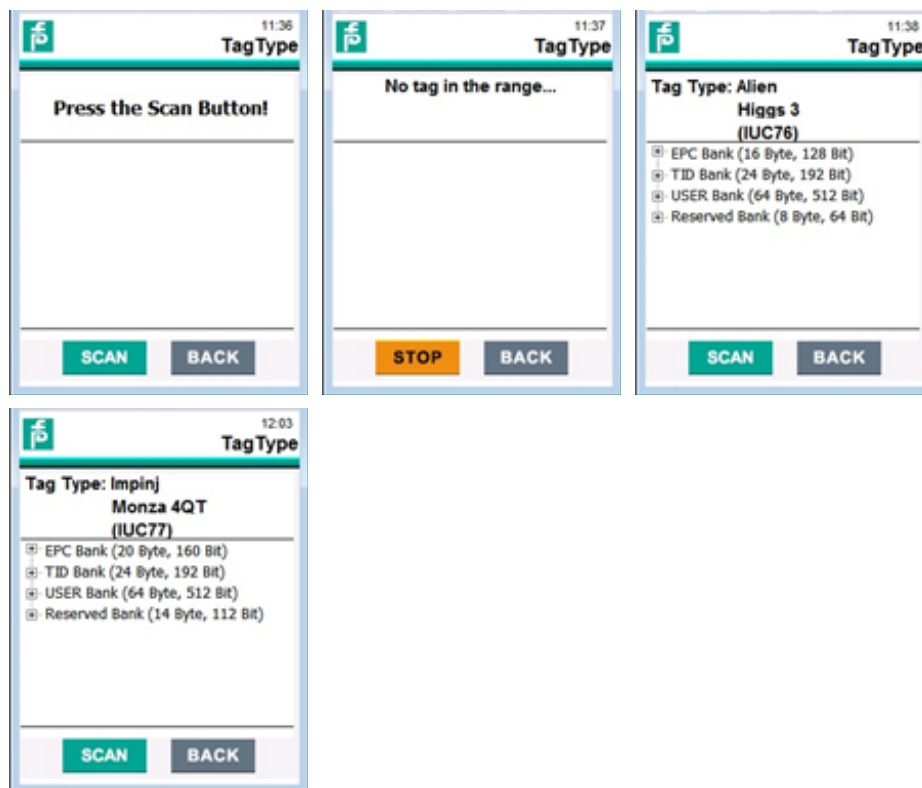 11:36
TagType
Press the Scan Button!
SCAN BACK
11:37
TagType
No tag in the range...
STOP BACK
11:38
TagType
Tag Type: Alien
Higgs 3
(IUC76)
EPC Bank (16 Byte, 128 Bit)
TID Bank (24 Byte, 192 Bit)
USER Bank (64 Byte, 512 Bit)
Reserved Bank (8 Byte, 64 Bit)
SCAN BACK
12:03
TagType
Tag Type: Impinj
Monza 4QT
(IUC77)
EPC Bank (20 Byte, 160 Bit)
TID Bank (24 Byte, 192 Bit)
USER Bank (64 Byte, 512 Bit)
Reserved Bank (14 Byte, 112 Bit)
SCAN BACK